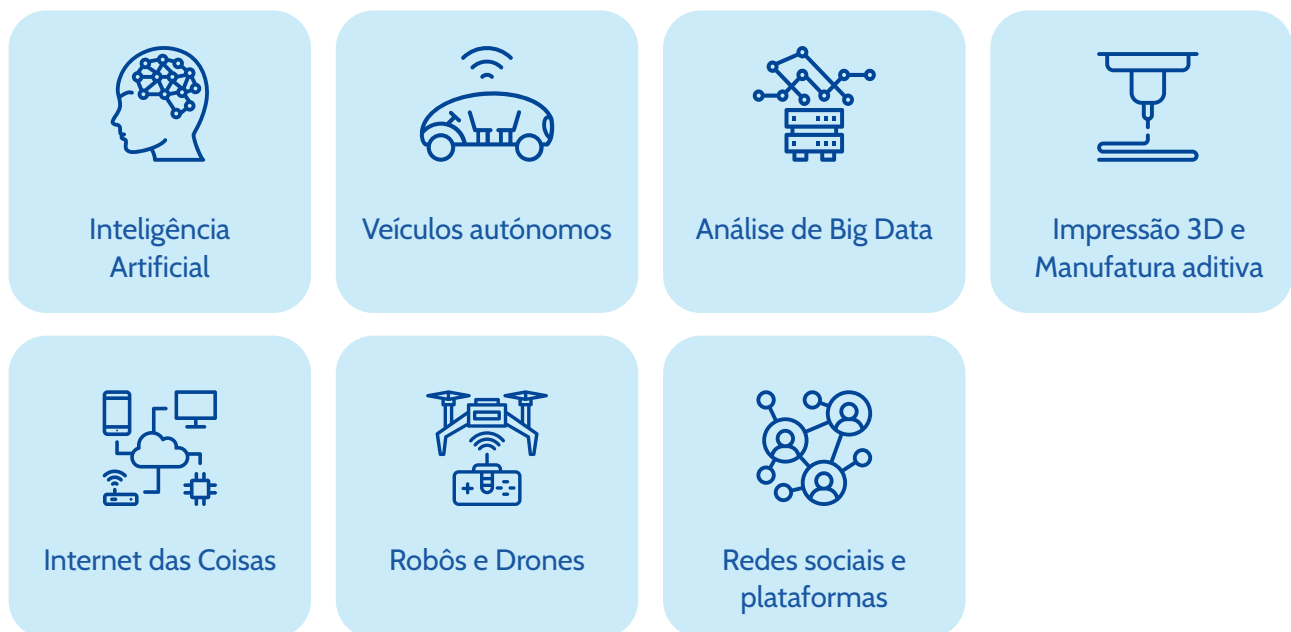 Inteligência
Artificial
Veículos autónomos
Análise de Big Data
Impressão 3D e
Manufatura aditiva
Internet das Coisas
Robôs e Drones
Redes sociais e
plataformas